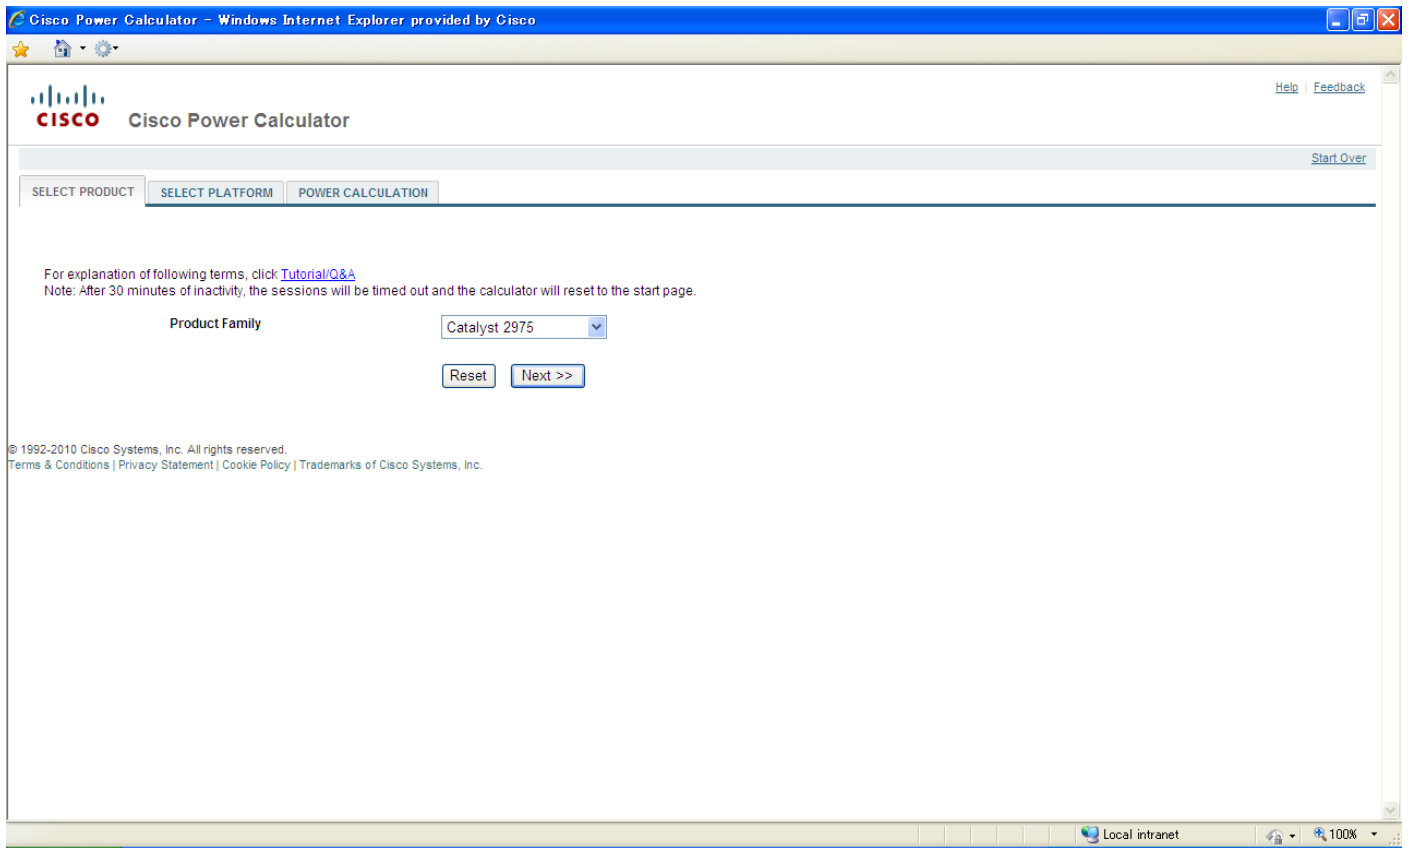 Cisco Power Calculator - Windows Internet Explorer provided by Cisco
Help | Feedback
CISCO Cisco Power Calculator
Start Over
SELECT PRODUCT SELECT PLATFORM POWER CALCULATION
For explanation of following terms, click Tutorial/Q&A
Note: After 30 minutes of inactivity, the sessions will be timed out and the calculator will reset to the start page.
Product Family Catalyst 2975
Reset Next >>
© 1992-2010 Cisco Systems, Inc. All rights reserved.
Terms & Conditions | Privacy Statement | Cookie Policy | Trademarks of Cisco Systems, Inc.
Local intranet 100%